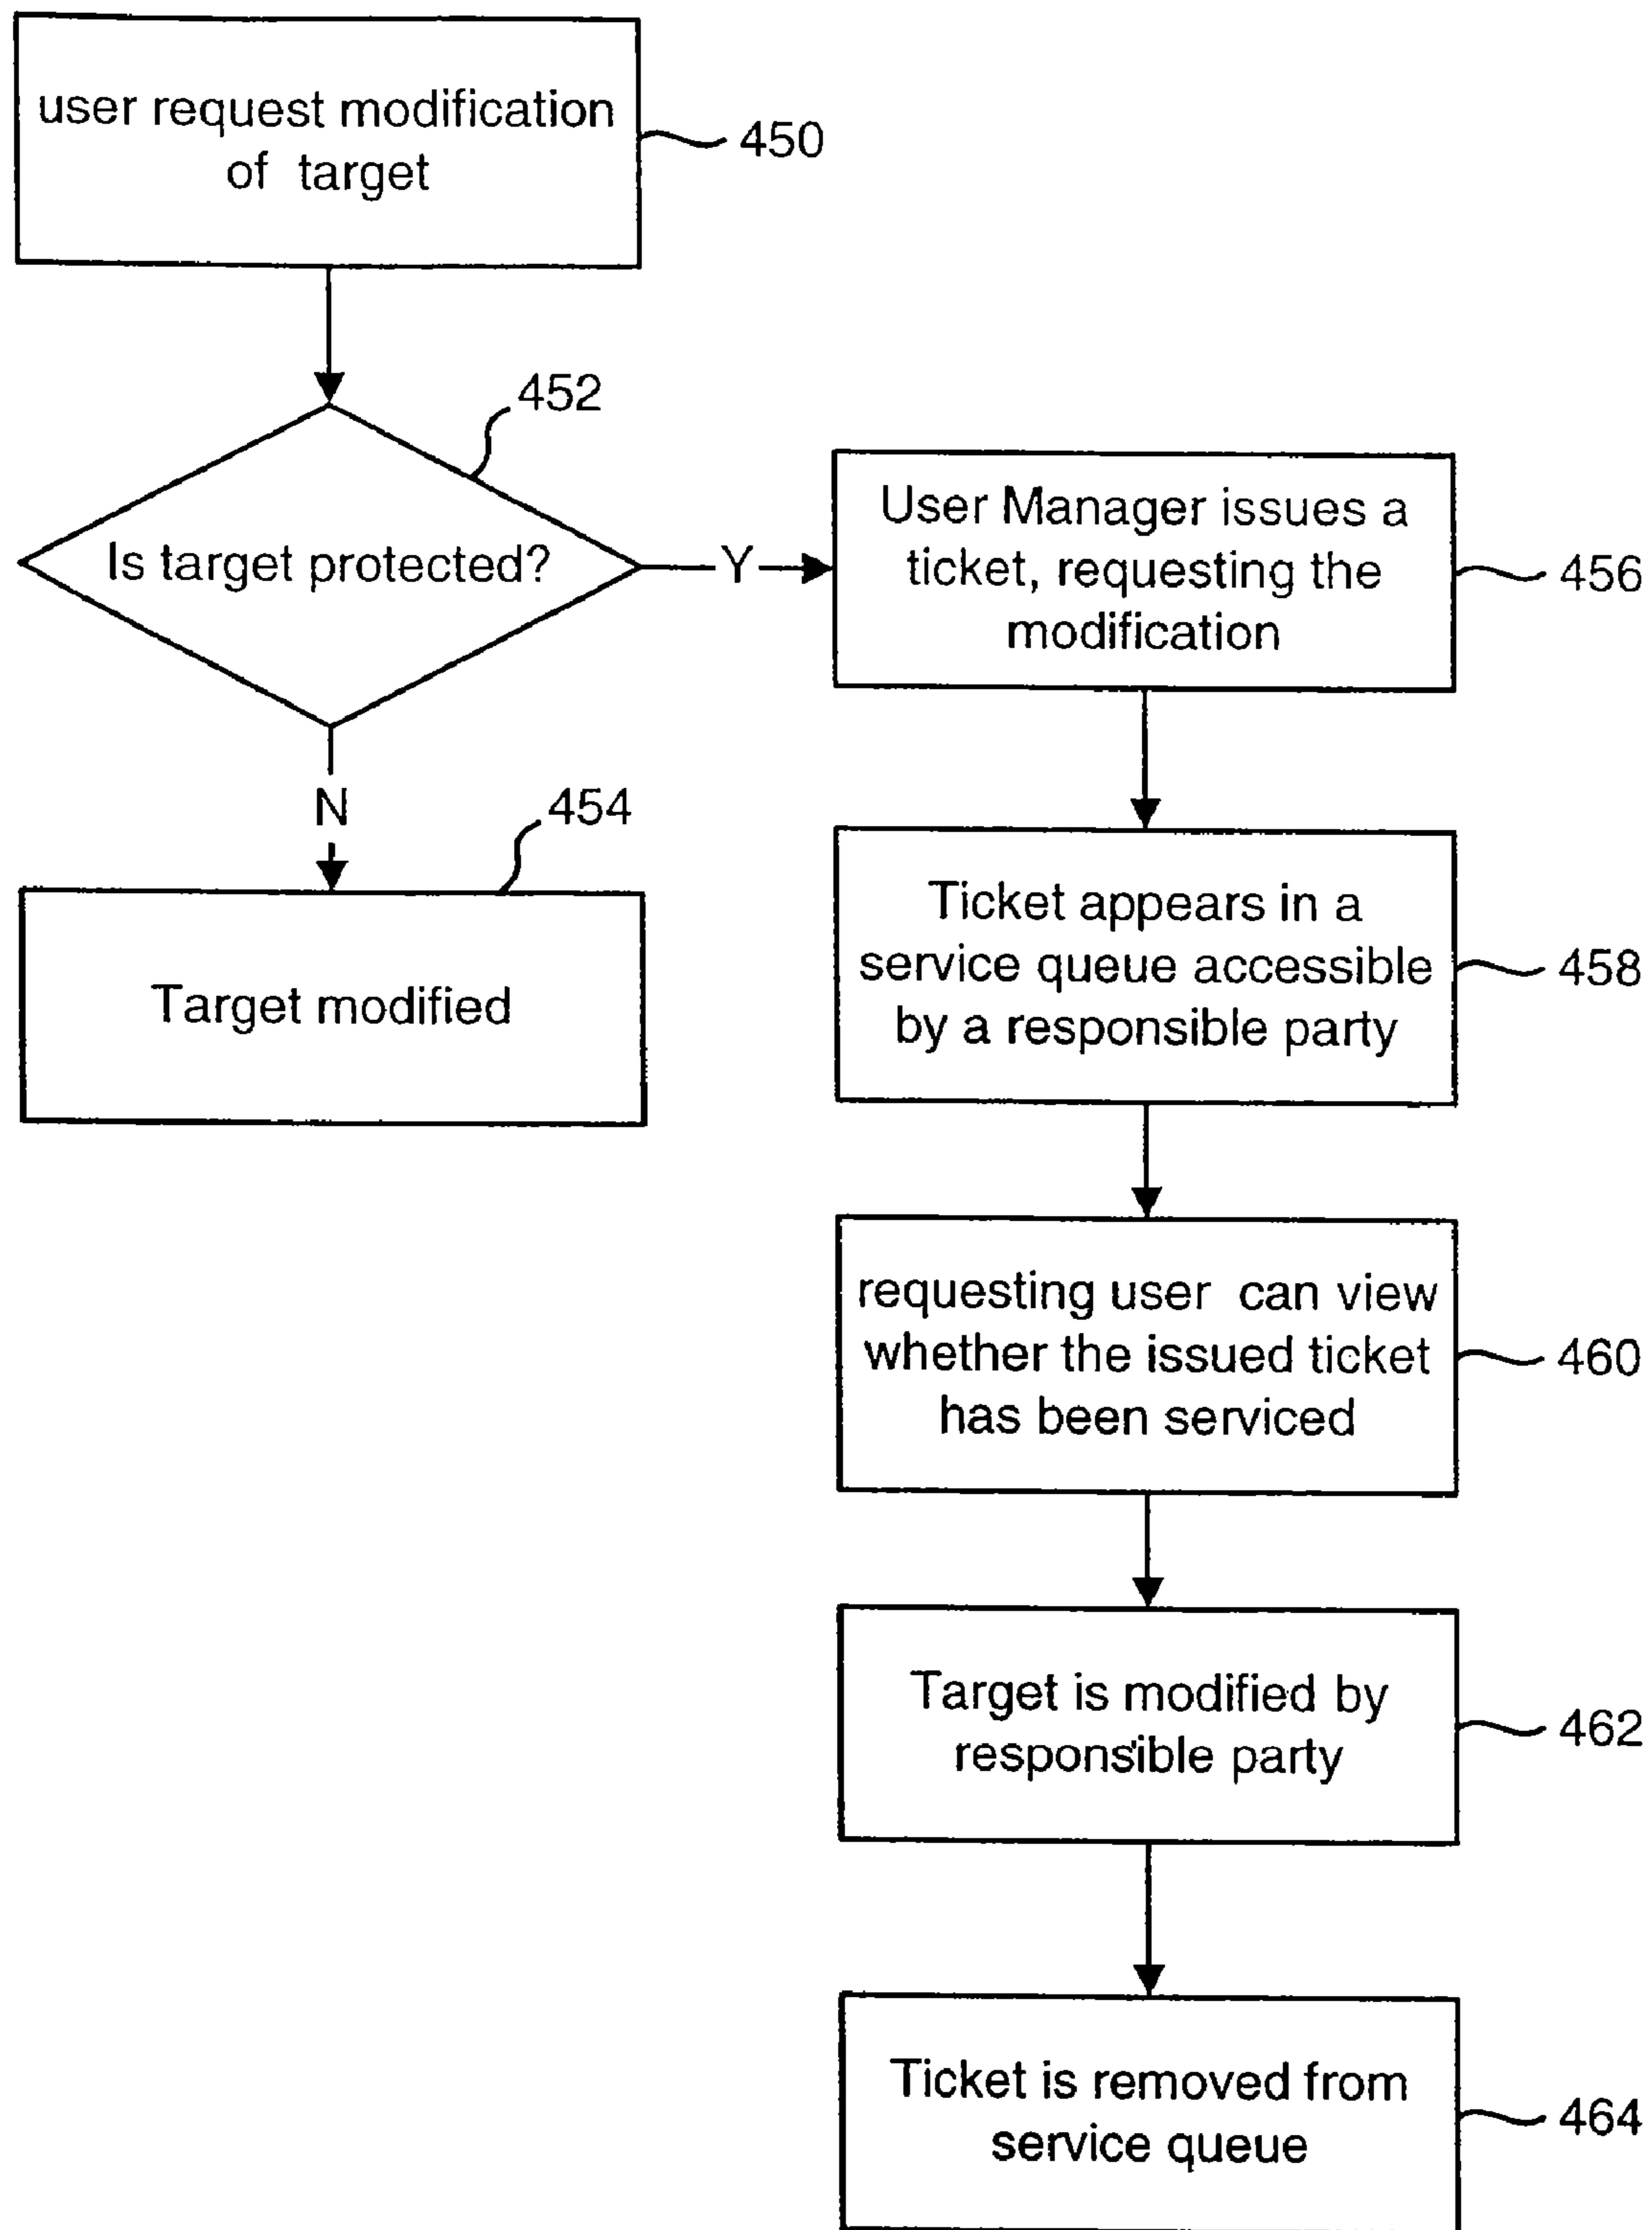 user request modification
of target
450
452
Is target protected?
Y
N
454
Target modified
User Manager issues a
ticket, requesting the
modification
456
Ticket appears in a
service queue accessible
by a responsible party
458
requesting user can view
whether the issued ticket
has been serviced
460
Target is modified by
responsible party
462
Ticket is removed from
service queue
464